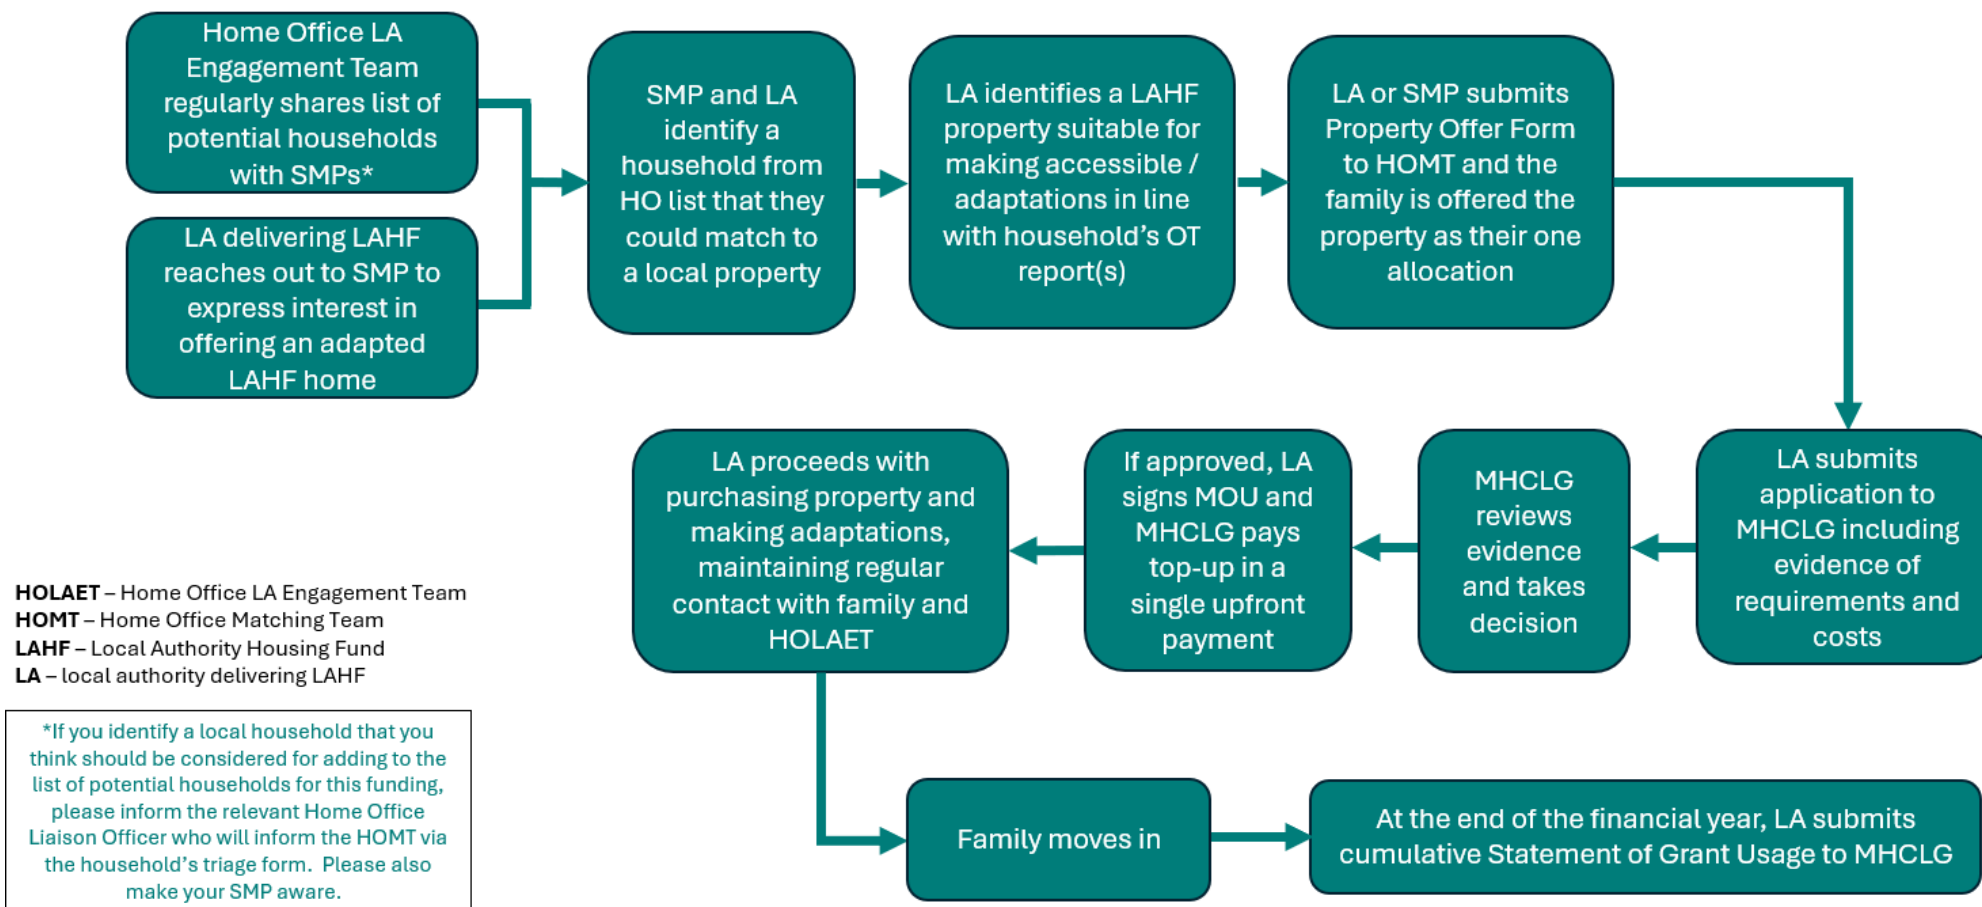 Home Office LA
Engagement Team
regularly shares list of
potential households
with SMPs*
LA delivering LAHF
reaches out to SMP to
express interest in
offering an adapted
LAHF home
SMP and LA
identify a
household from
HO list that they
could match to
a local property
LA identifies a LAHF
property suitable for
making accessible /
adaptations in line
with household’s OT
report(s)
LA or SMP submits
Property Offer Form
to HOMT and the
family is offered the
property as their one
allocation
LA submits
application to
MHCLG including
evidence of
requirements and
costs
MHCLG
reviews
evidence
and takes
decision
If approved, LA
signs MOU and
MHCLG pays
top-up in a
single upfront
payment
LA proceeds with
purchasing property and
making adaptations,
maintaining regular
contact with family and
HOLAET
Family moves in
At the end of the financial year, LA submits
cumulative Statement of Grant Usage to MHCLG
HOLAET – Home Office LA Engagement Team
HOMT – Home Office Matching Team
LAHF – Local Authority Housing Fund
LA – local authority delivering LAHF
*If you identify a local household that you
think should be considered for adding to the
list of potential households for this funding,
please inform the relevant Home Office
Liaison Officer who will inform the HOMT via
the household’s triage form.  Please also
make your SMP aware.